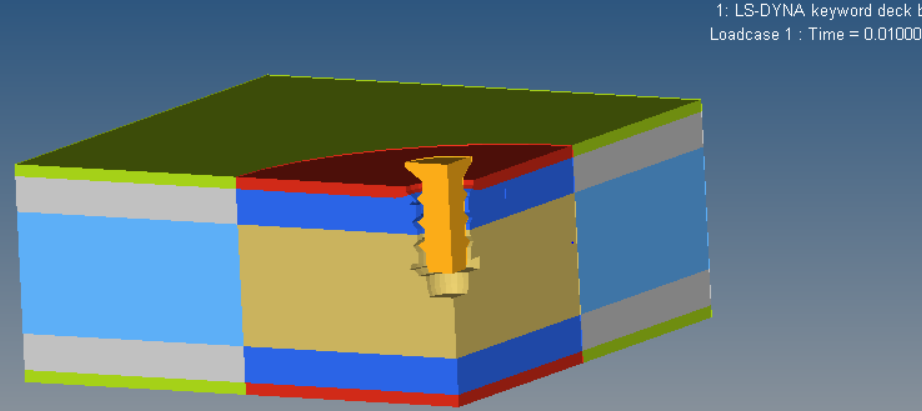 1: LS-DYNA keyword deck b
Loadcase 1 : Time = 0.01000